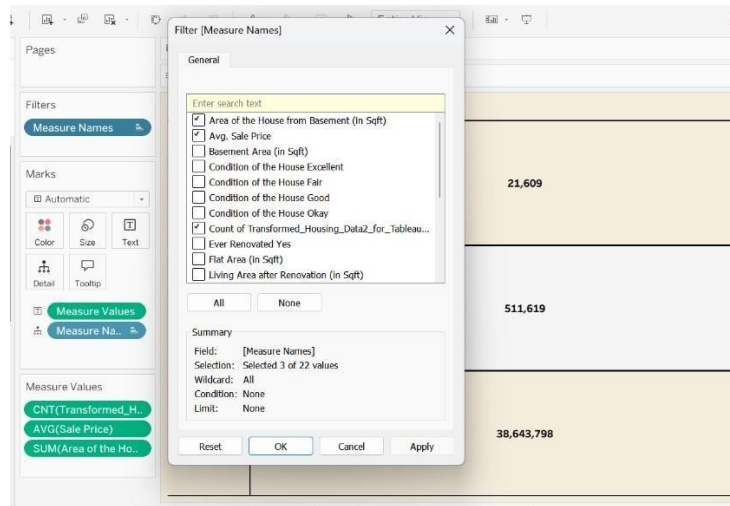 Pages
Filters
Measure Names
Marks
Automatic
Color
Size
Text
Detail
Tooltip
Measure Values
Measure Na..
Measure Values
CNT(Transformed_H..
AVG(Sale Price)
SUM(Area of the Ho..
Filter [Measure Names]
General
Enter search text
Area of the House from Basement (in Sqft)
Avg. Sale Price
Basement Area (in Sqft)
Condition of the House Excellent
Condition of the House Fair
Condition of the House Good
Condition of the House Okay
Count of Transformed_Housing_Data2_for_Tableau...
Ever Renovated Yes
Flat Area (in Sqft)
Living Area after Renovation (in Sqft)
All None
Summary
Field: [Measure Names]
Selection: Selected 3 of 22 values
Wildcard: All
Condition: None
Limit: None
Reset OK Cancel Apply
21,609
511,619
38,643,798